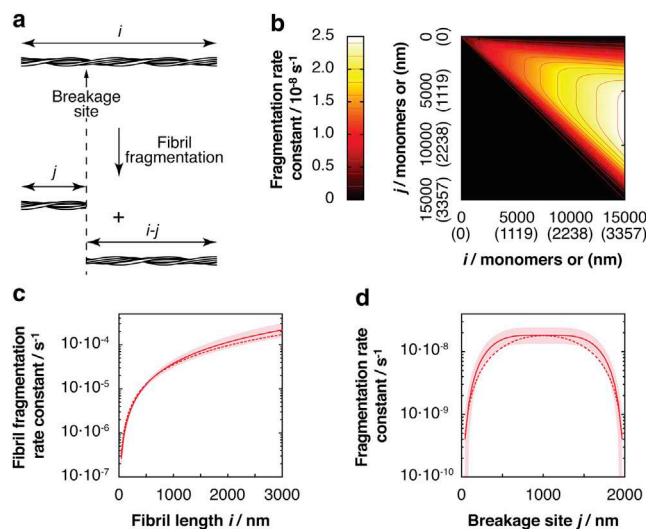 a
i
Breakage
site
Fibril
fragmentation
j
+
i-j
b
Fragmentation rate
constant / 10-8 s-1
2.5
2.0
1.5
1.0
0.5
0
j / monomers or (nm)
0
(0)
5000
(1119)
10000
(2238)
15000
(3357)
0 5000 10000 15000
(0) (1119) (2238) (3357)
i / monomers or (nm)
c
Fibril fragmentation
rate constant / s-1
10·10-4
10·10-5
10·10-6
10·10-7
0 1000 2000 3000
Fibril length i / nm
d
Fragmentation rate
constant / s-1
10·10-8
10·10-9
10·10-10
0 1000 2000
Breakage site j / nm